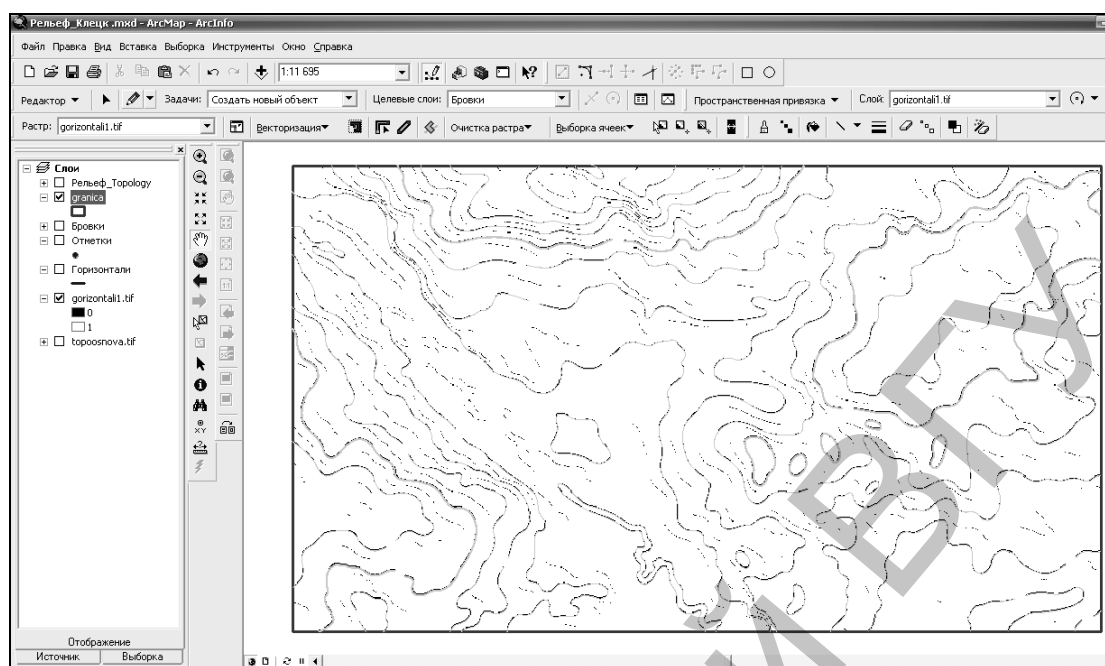 Рельеф_Клецк.mxd - ArcMap - ArcInfo
Файл Правка Вид Вставка Выборка Инструменты Окно Справка
1:11 695
Редактор Задачи: Создать новый объект Целевые слои: Бровки Пространственная привязка Слой: gorizontali1.tif
Растр: gorizontali1.tif Векторизация Очистка растра Выборка ячеек
Слои
Рельеф_Topology
granica
Бровки
Отметки
Горизонтали
gorizontali1.tif
0
1
topoosnova.tif
XY
Отображение
Источник Выборка
Й ВГУ